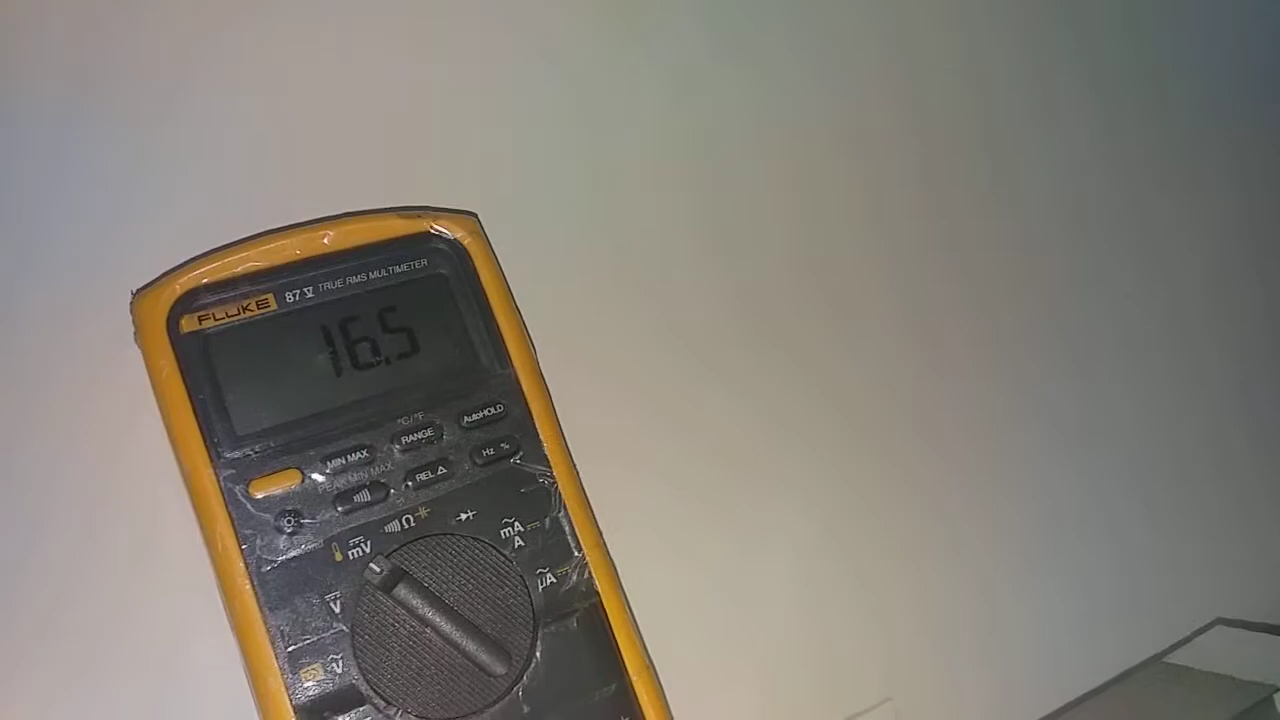 FLUKE 87 V TRUE RMS MULTIMETER
16.5
°C/°F
MIN MAX RANGE AutoHOLD
PEAK MIN MAX REL Δ Hz %
mV Ω mA
A
V μA
V